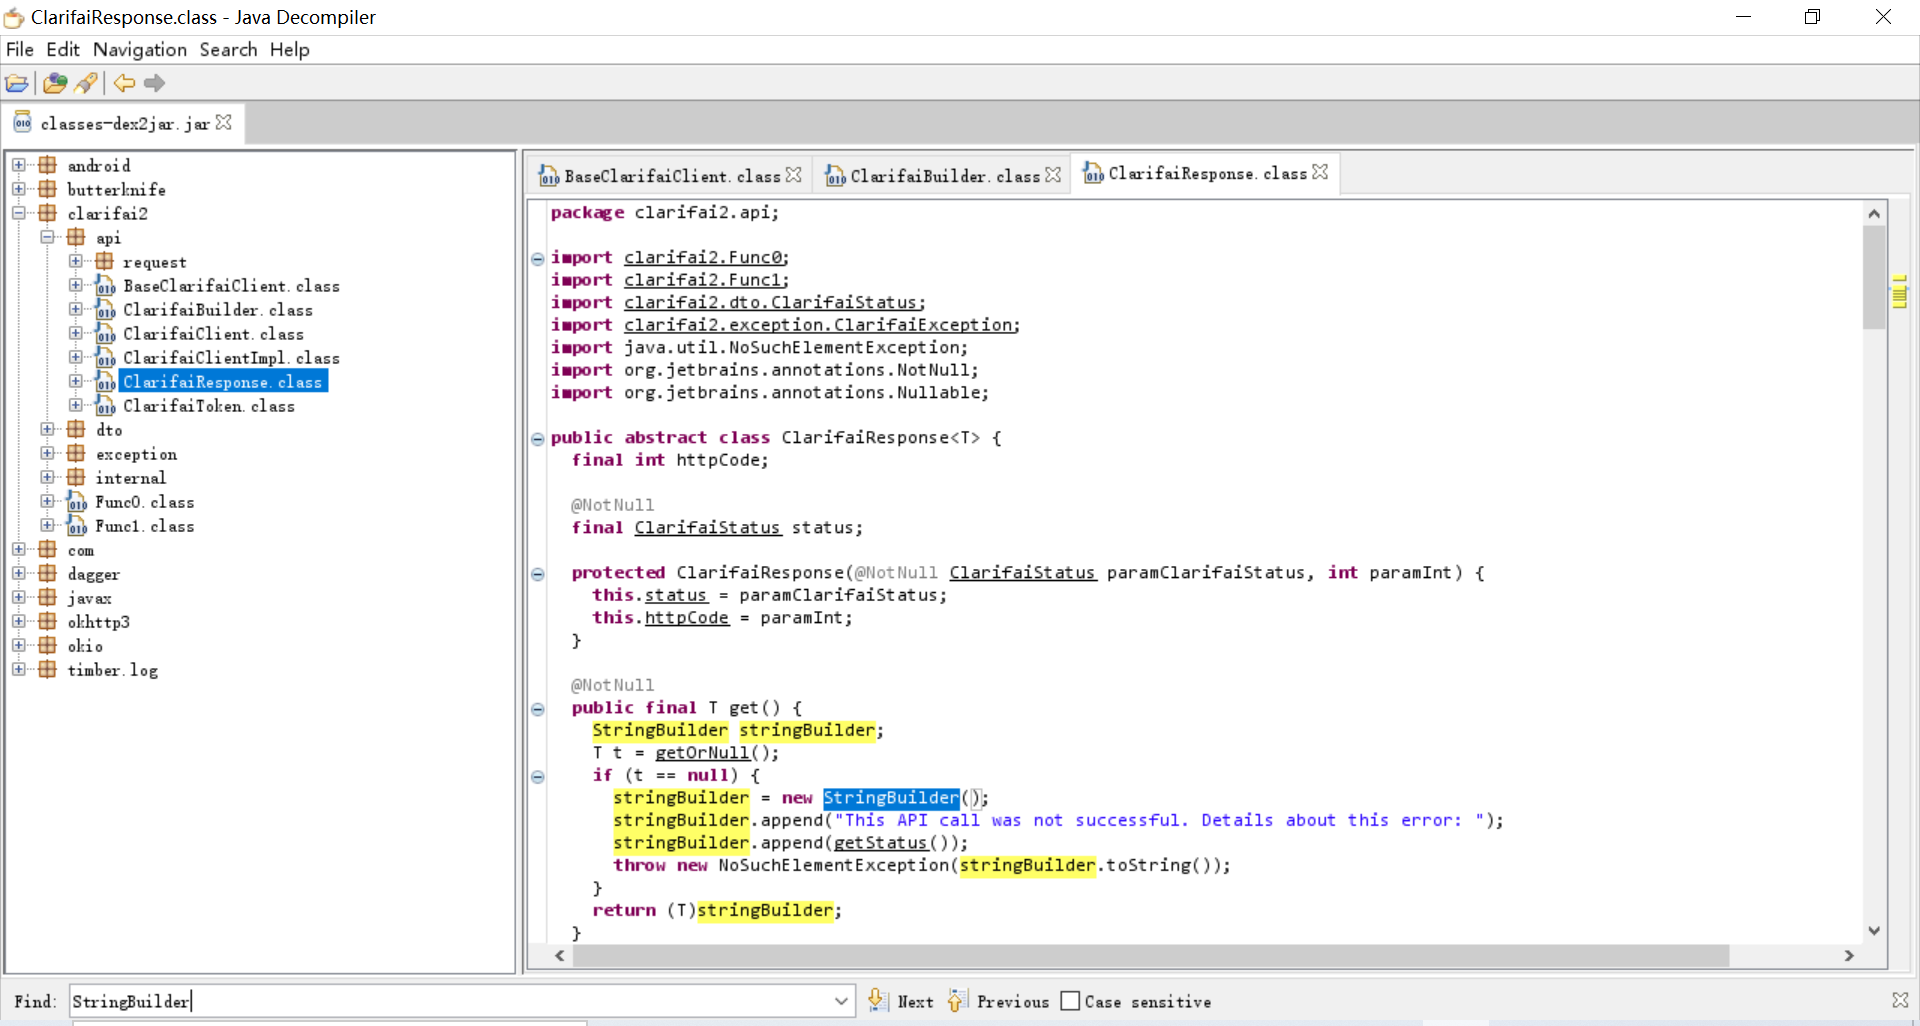 ClarifaiResponse.class - Java Decompiler
File Edit Navigation Search Help
classes-dex2jar.jar
android
butterknife
clarifai2
api
request
BaseClarifaiClient.class
ClarifaiBuilder.class
ClarifaiClient.class
ClarifaiClientImpl.class
ClarifaiResponse.class
ClarifaiToken.class
dto
exception
internal
Func0.class
Func1.class
com
dagger
javax
okhttp3
okio
timber.log
BaseClarifaiClient.class ClarifaiBuilder.class ClarifaiResponse.class
package clarifai2.api;
import clarifai2.Func0;
import clarifai2.Func1;
import clarifai2.dto.ClarifaiStatus;
import clarifai2.exception.ClarifaiException;
import java.util.NoSuchElementException;
import org.jetbrains.annotations.NotNull;
import org.jetbrains.annotations.Nullable;
public abstract class ClarifaiResponse<T> {
final int httpCode;
@NotNull
final ClarifaiStatus status;
protected ClarifaiResponse(@NotNull ClarifaiStatus paramClarifaiStatus, int paramInt) {
this.status = paramClarifaiStatus;
this.httpCode = paramInt;
}
@NotNull
public final T get() {
StringBuilder stringBuilder;
T t = getOrNull();
if (t == null) {
stringBuilder = new StringBuilder();
stringBuilder.append("This API call was not successful. Details about this error: ");
stringBuilder.append(getStatus());
throw new NoSuchElementException(stringBuilder.toString());
}
return (T)stringBuilder;
}
Find: StringBuilder Next Previous Case sensitive